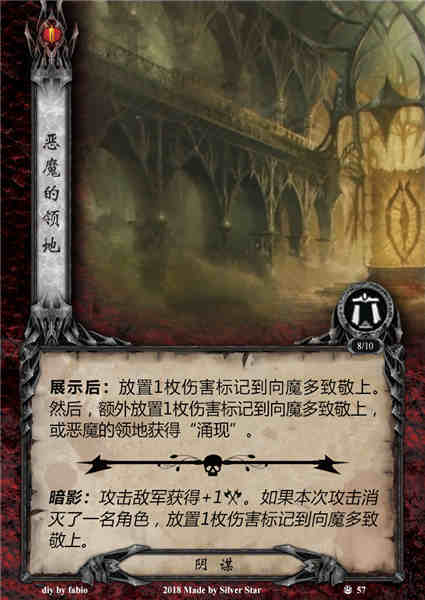 恶魔的领地
8/10
展示后：放置1枚伤害标记到向魔多致敬上。
然后，额外放置1枚伤害标记到向魔多致敬上，
或恶魔的领地获得“涌现”。
暗影：攻击敌军获得+1。如果本次攻击消
灭了一名角色，放置1枚伤害标记到向魔多致
敬上。
阴谋
diy by fabio
2018 Made by Silver Star
57